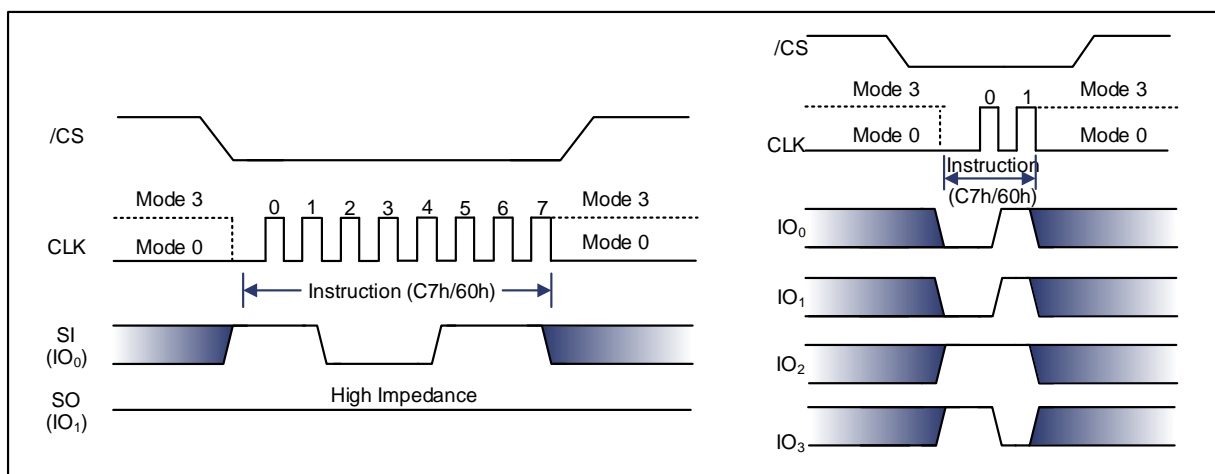 /CS
Mode 3
Mode 3
0 1 2 3 4 5 6 7
CLK
Mode 0
Mode 0
Instruction (C7h/60h)
SI
(IO0)
High Impedance
SO
(IO1)
/CS
Mode 3
0 1
Mode 3
CLK
Mode 0
Mode 0
Instruction
(C7h/60h)
IO0
IO1
IO2
IO3